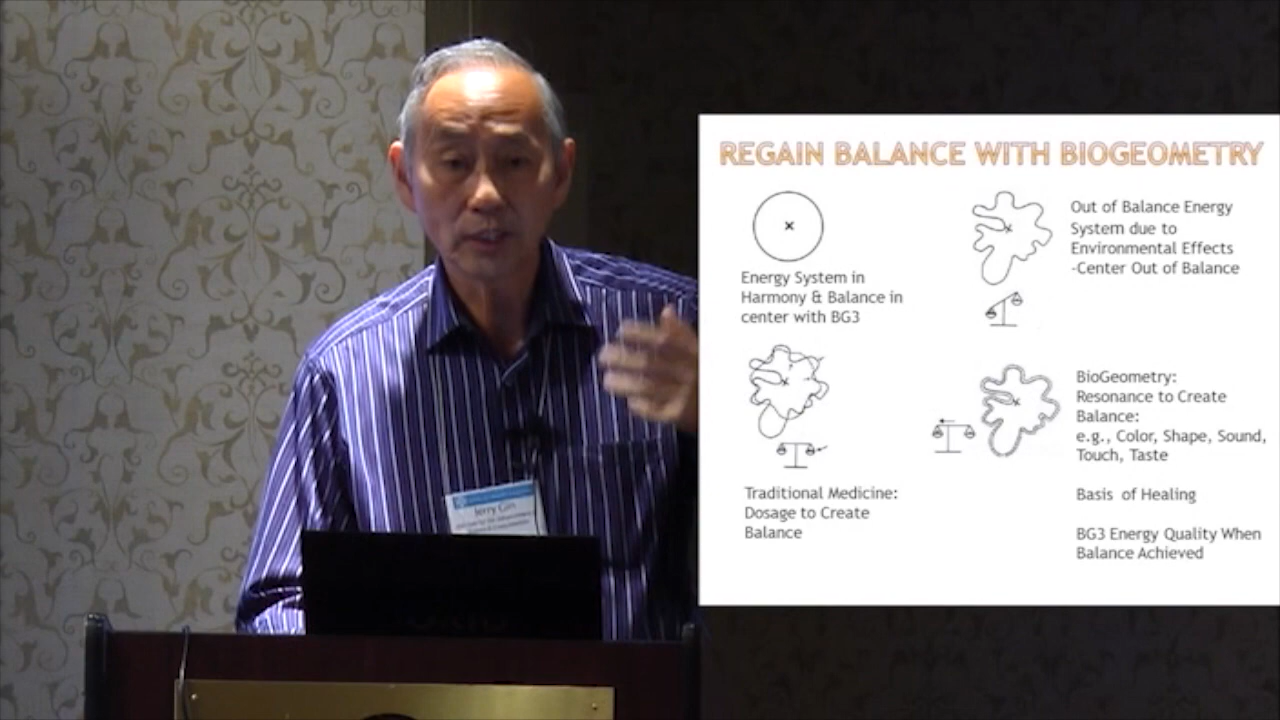 REGAIN BALANCE WITH BIOGEOMETRY
Energy System in
Harmony & Balance in
center with BG3
Out of Balance Energy
System due to
Environmental Effects
-Center Out of Balance
Traditional Medicine:
Dosage to Create
Balance
BioGeometry:
Resonance to Create
Balance:
e.g., Color, Shape, Sound,
Touch, Taste
Basis of Healing
BG3 Energy Quality When
Balance Achieved
Jerry Gin